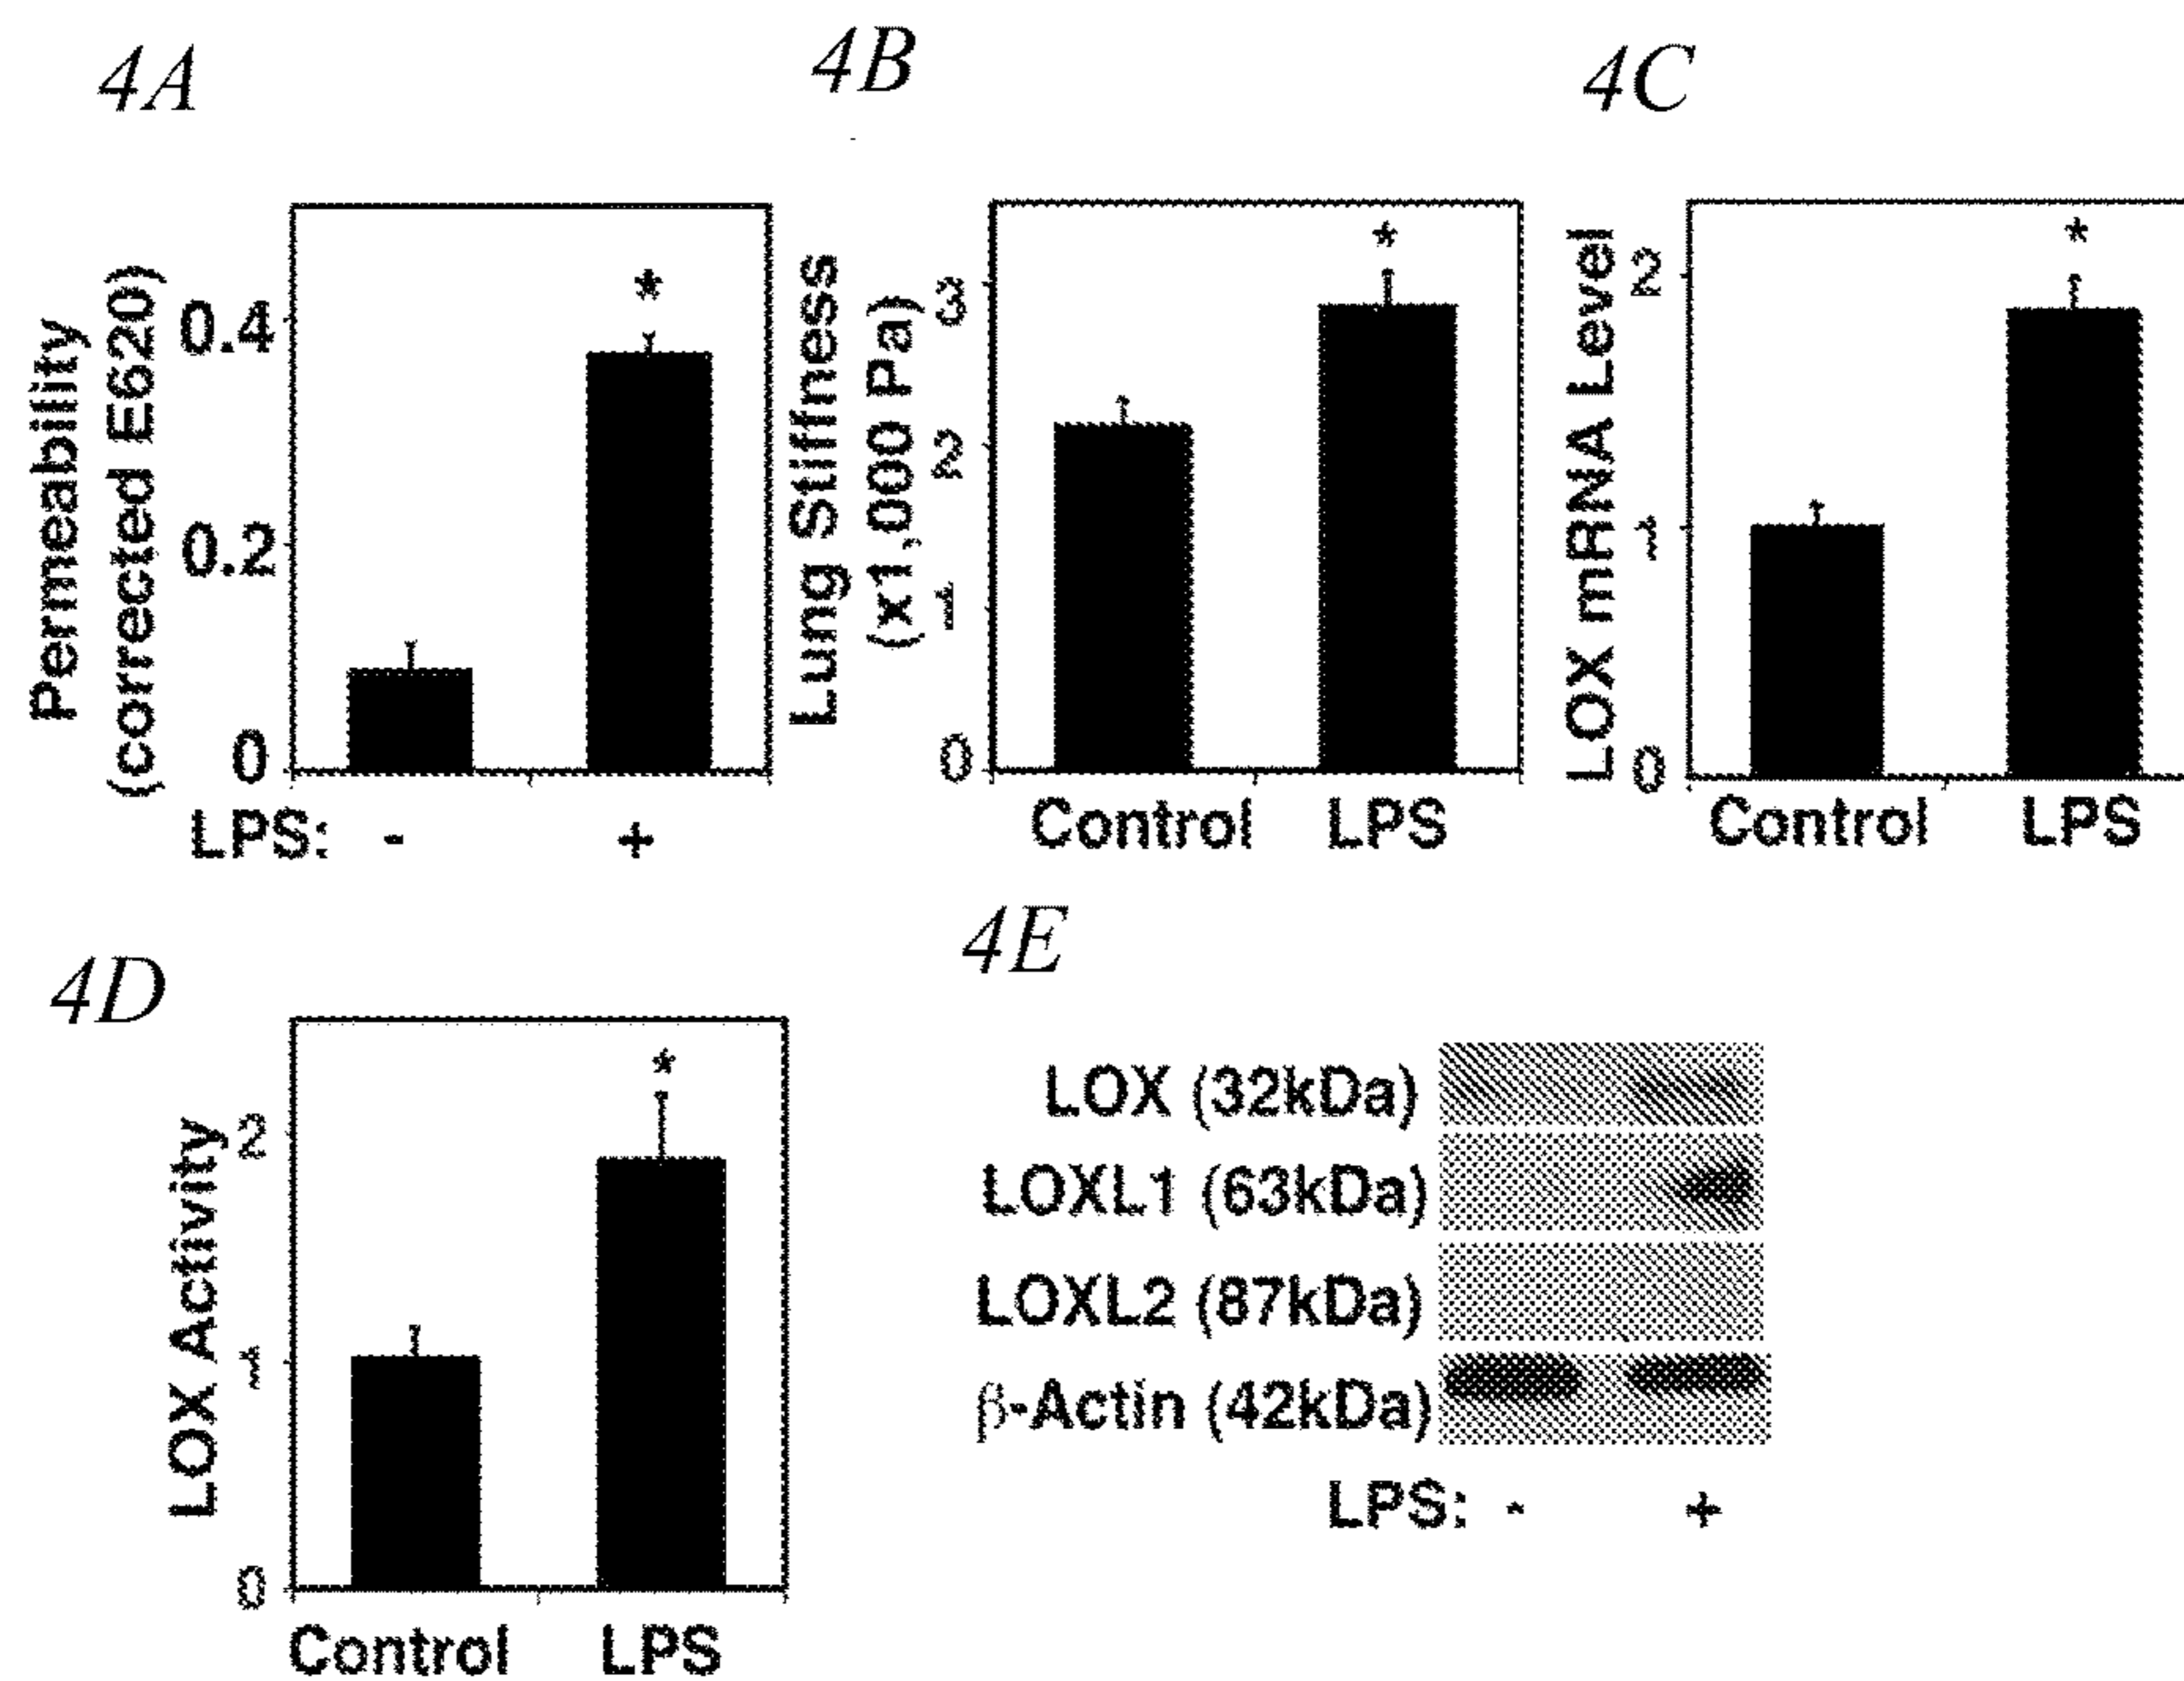 4A
4B
4C
Permeability
(corrected E620)
0.4
0.2
0
LPS: - +
*
Lung Stiffness
(x1,000 Pa)
3
2
1
0
Control LPS
*
LOX mRNA Level
2
1
0
Control LPS
*
4D
LOX Activity
2
1
0
Control LPS
*
4E
LOX (32kDa)
LOXL1 (63kDa)
LOXL2 (87kDa)
β-Actin (42kDa)
LPS: - +